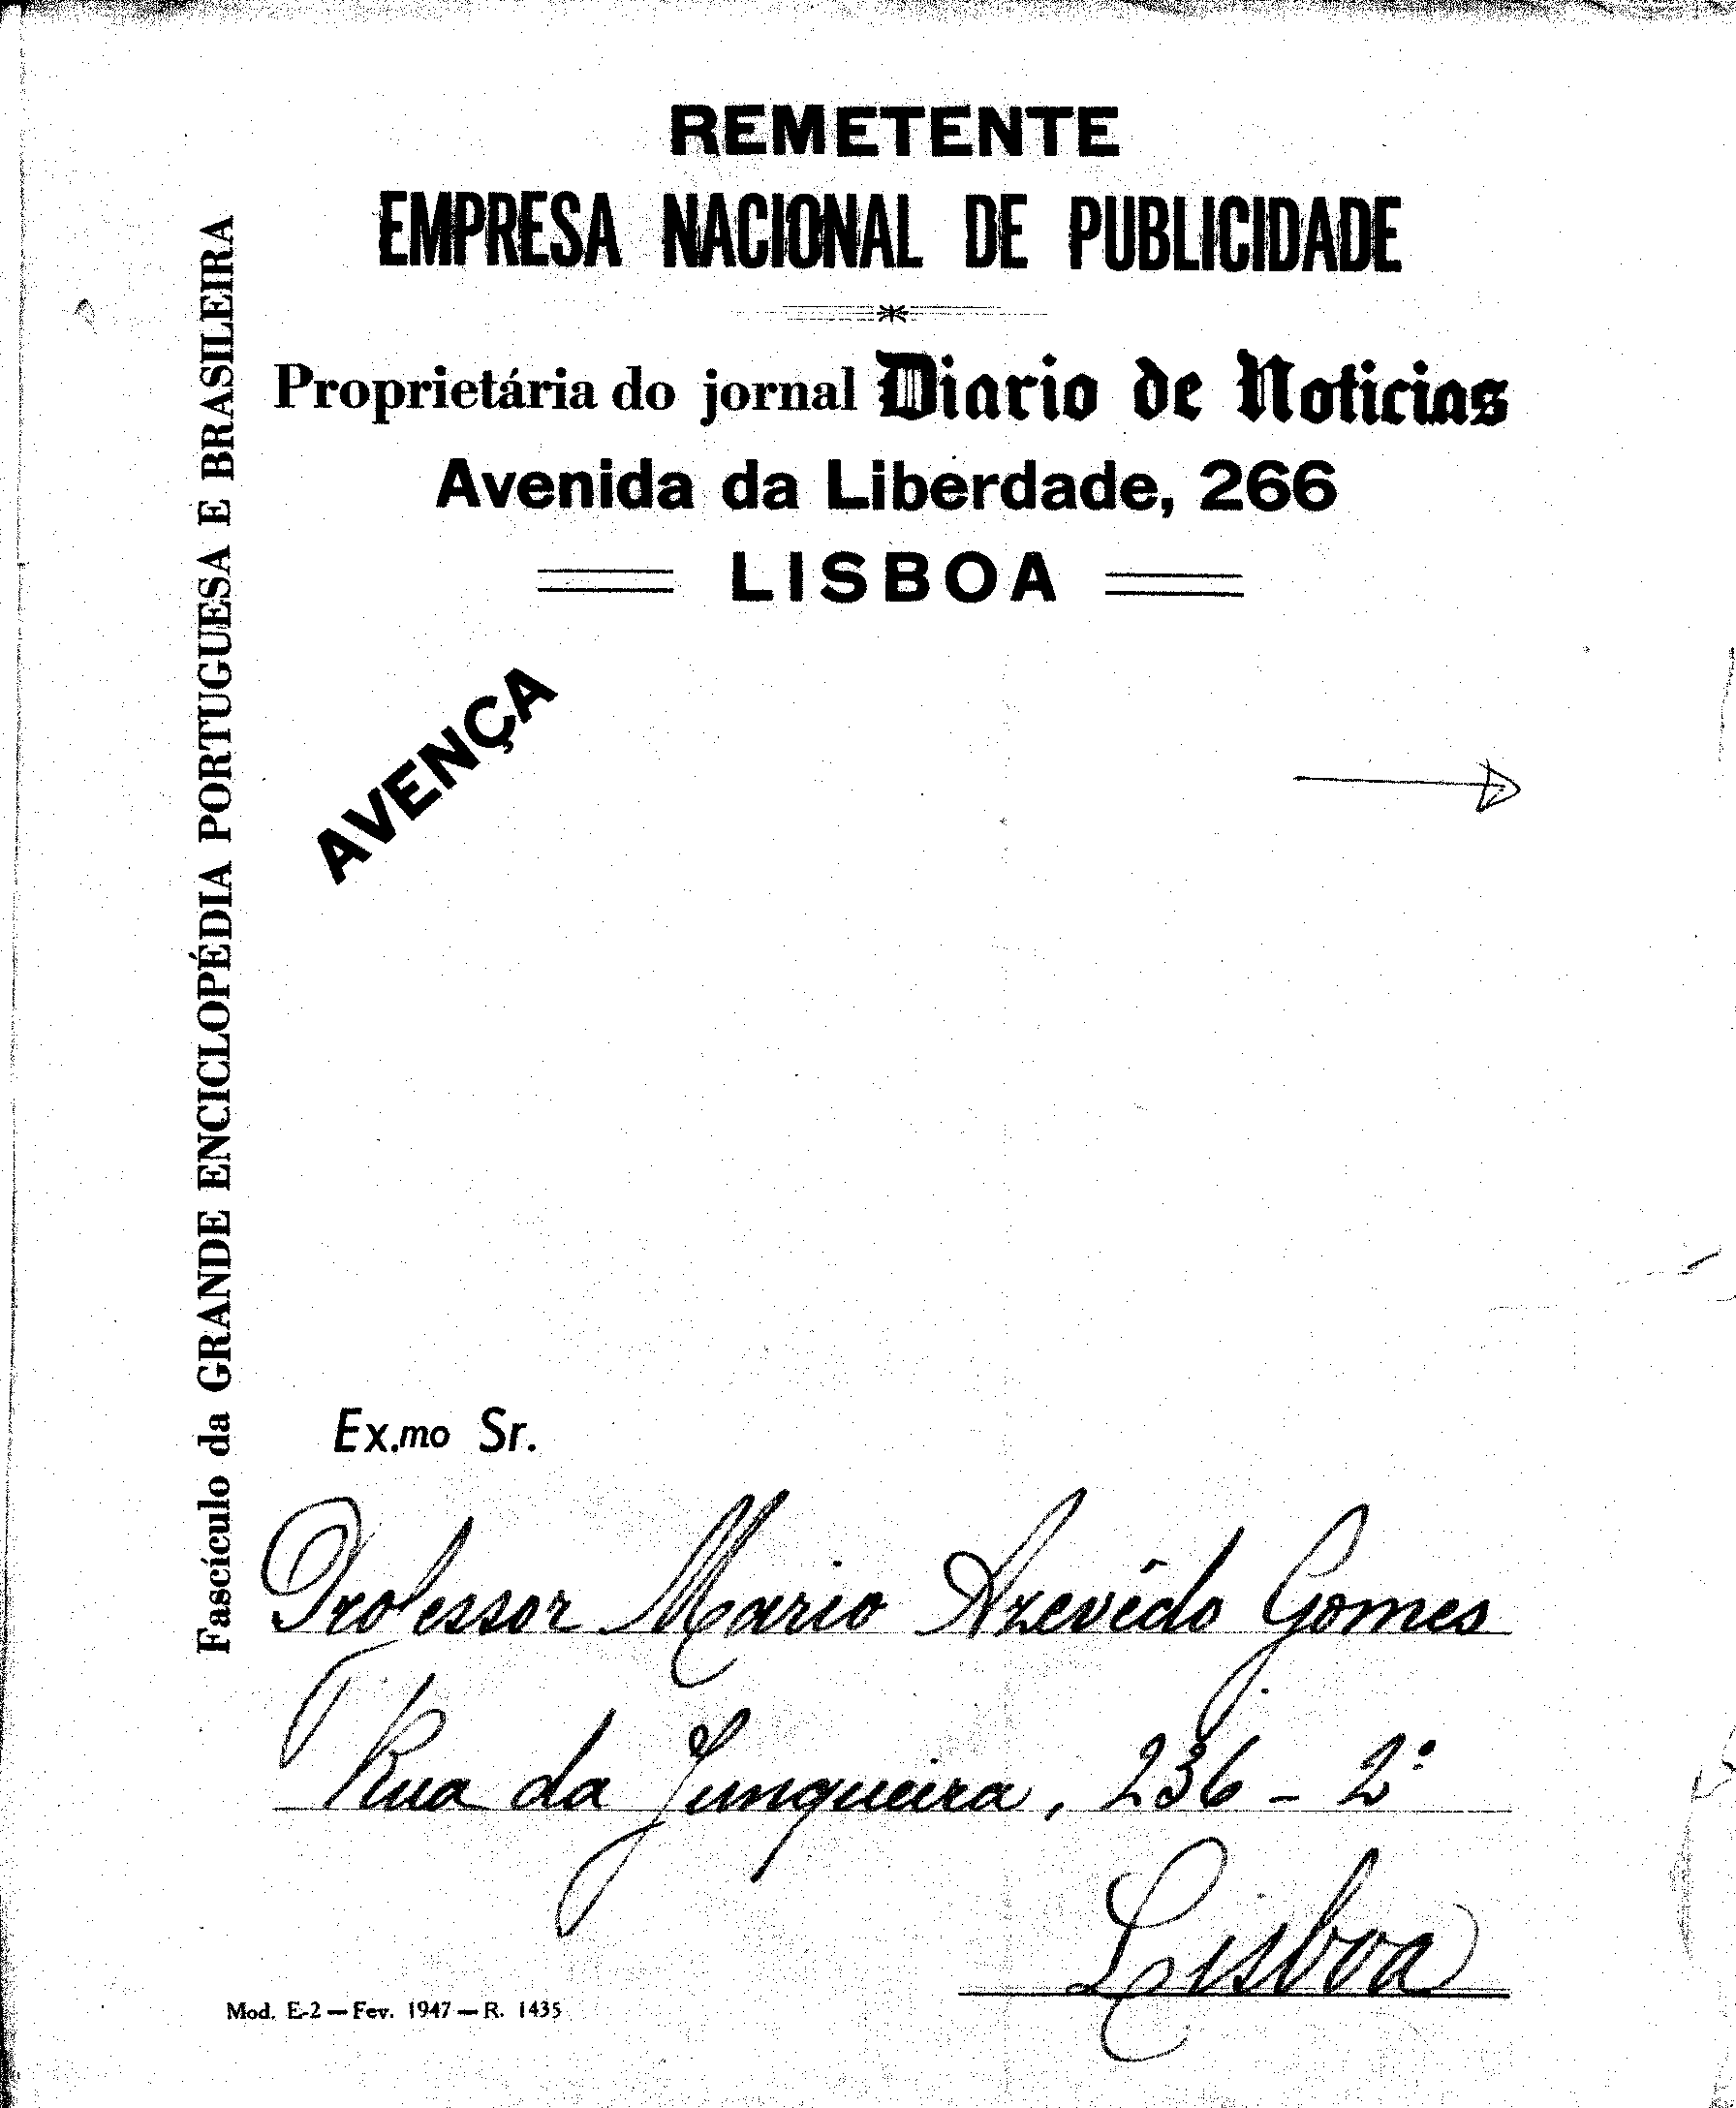 REMETENTE
EMPRESA NACIONAL DE PUBLICIDADE
Proprietária do jornal Diario de Noticias
Avenida da Liberdade, 266
LISBOA
AVENÇA
Fascículo da GRANDE ENCICLOPÉDIA PORTUGUESA E BRASILEIRA
Ex.mo Sr.
Professor Mario Azevêdo Gomes
Rua da Junqueira, 236 - 2º
Lisboa
Mod. E-2 — Fev. 1947 — R. 1435